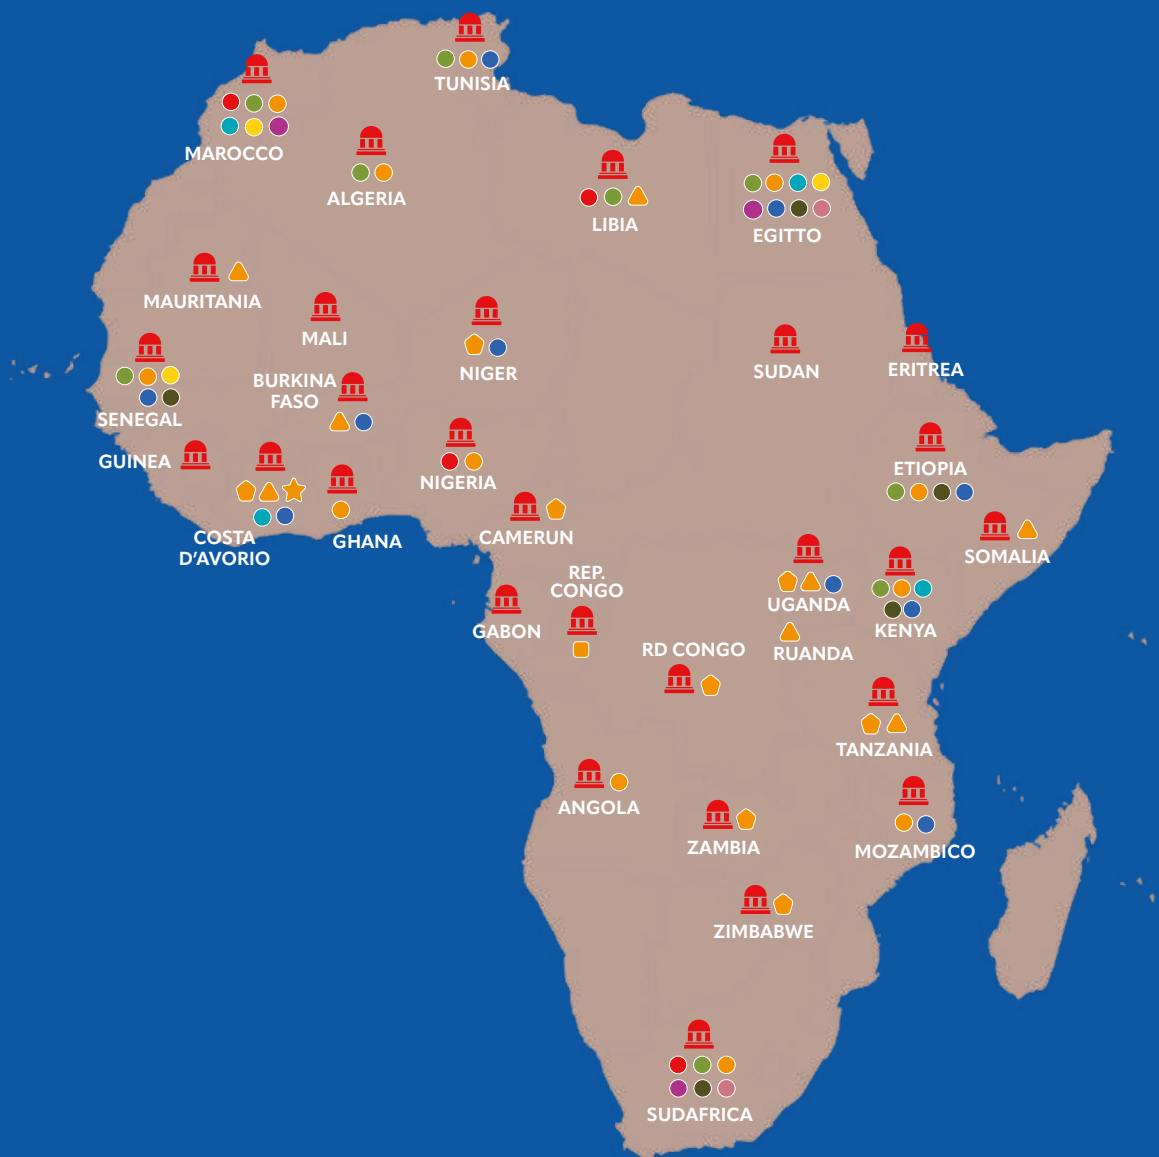 TUNISIA
MAROCCO
ALGERIA
LIBIA
EGITTO
MAURITANIA
MALI
NIGER
SUDAN
ERITREA
BURKINA
FASO
SENEGAL
GUINEA
NIGERIA
ETIOPIA
COSTA
D'AVORIO
GHANA
CAMERUN
SOMALIA
REP.
CONGO
UGANDA
GABON
KENYA
RD CONGO
RUANDA
TANZANIA
ANGOLA
ZAMBIA
MOZAMBICO
ZIMBABWE
SUDAFRICA